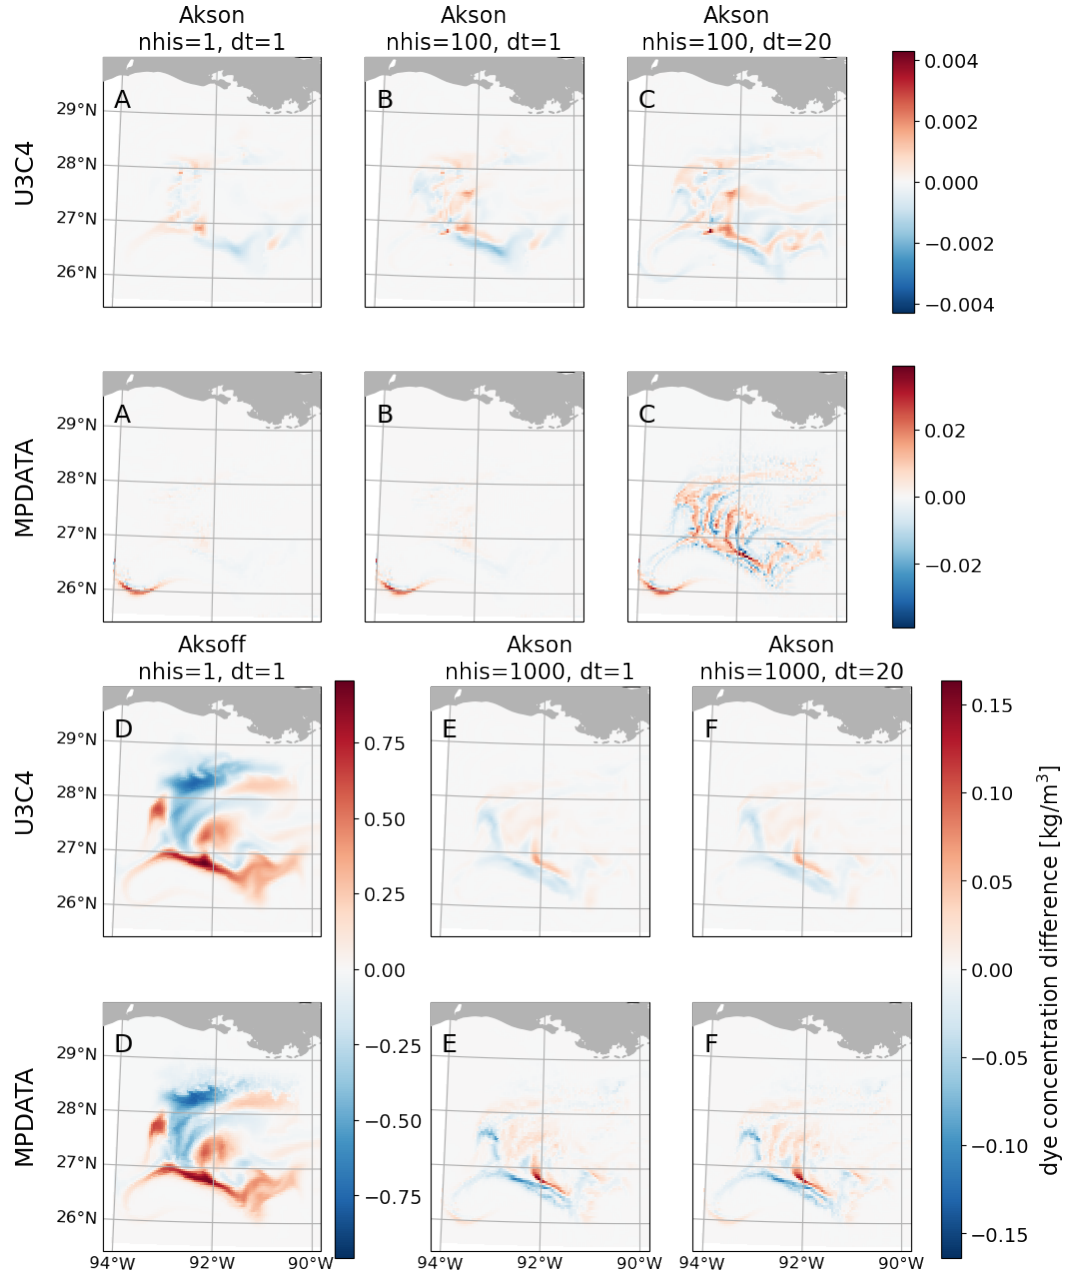 Akson
nhis=1, dt=1
Akson
nhis=100, dt=1
Akson
nhis=100, dt=20
U3C4
A
B
C
29°N
28°N
27°N
26°N
0.004
0.002
0.000
−0.002
−0.004
MPDATA
A
B
C
29°N
28°N
27°N
26°N
0.02
0.00
−0.02
Aksoff
nhis=1, dt=1
Akson
nhis=1000, dt=1
Akson
nhis=1000, dt=20
U3C4
D
E
F
29°N
28°N
27°N
26°N
MPDATA
D
E
F
29°N
28°N
27°N
26°N
94°W
92°W
90°W
94°W
92°W
90°W
94°W
92°W
90°W
0.75
0.50
0.25
0.00
−0.25
−0.50
−0.75
0.15
0.10
0.05
0.00
−0.05
−0.10
−0.15
dye concentration difference [kg/m³]